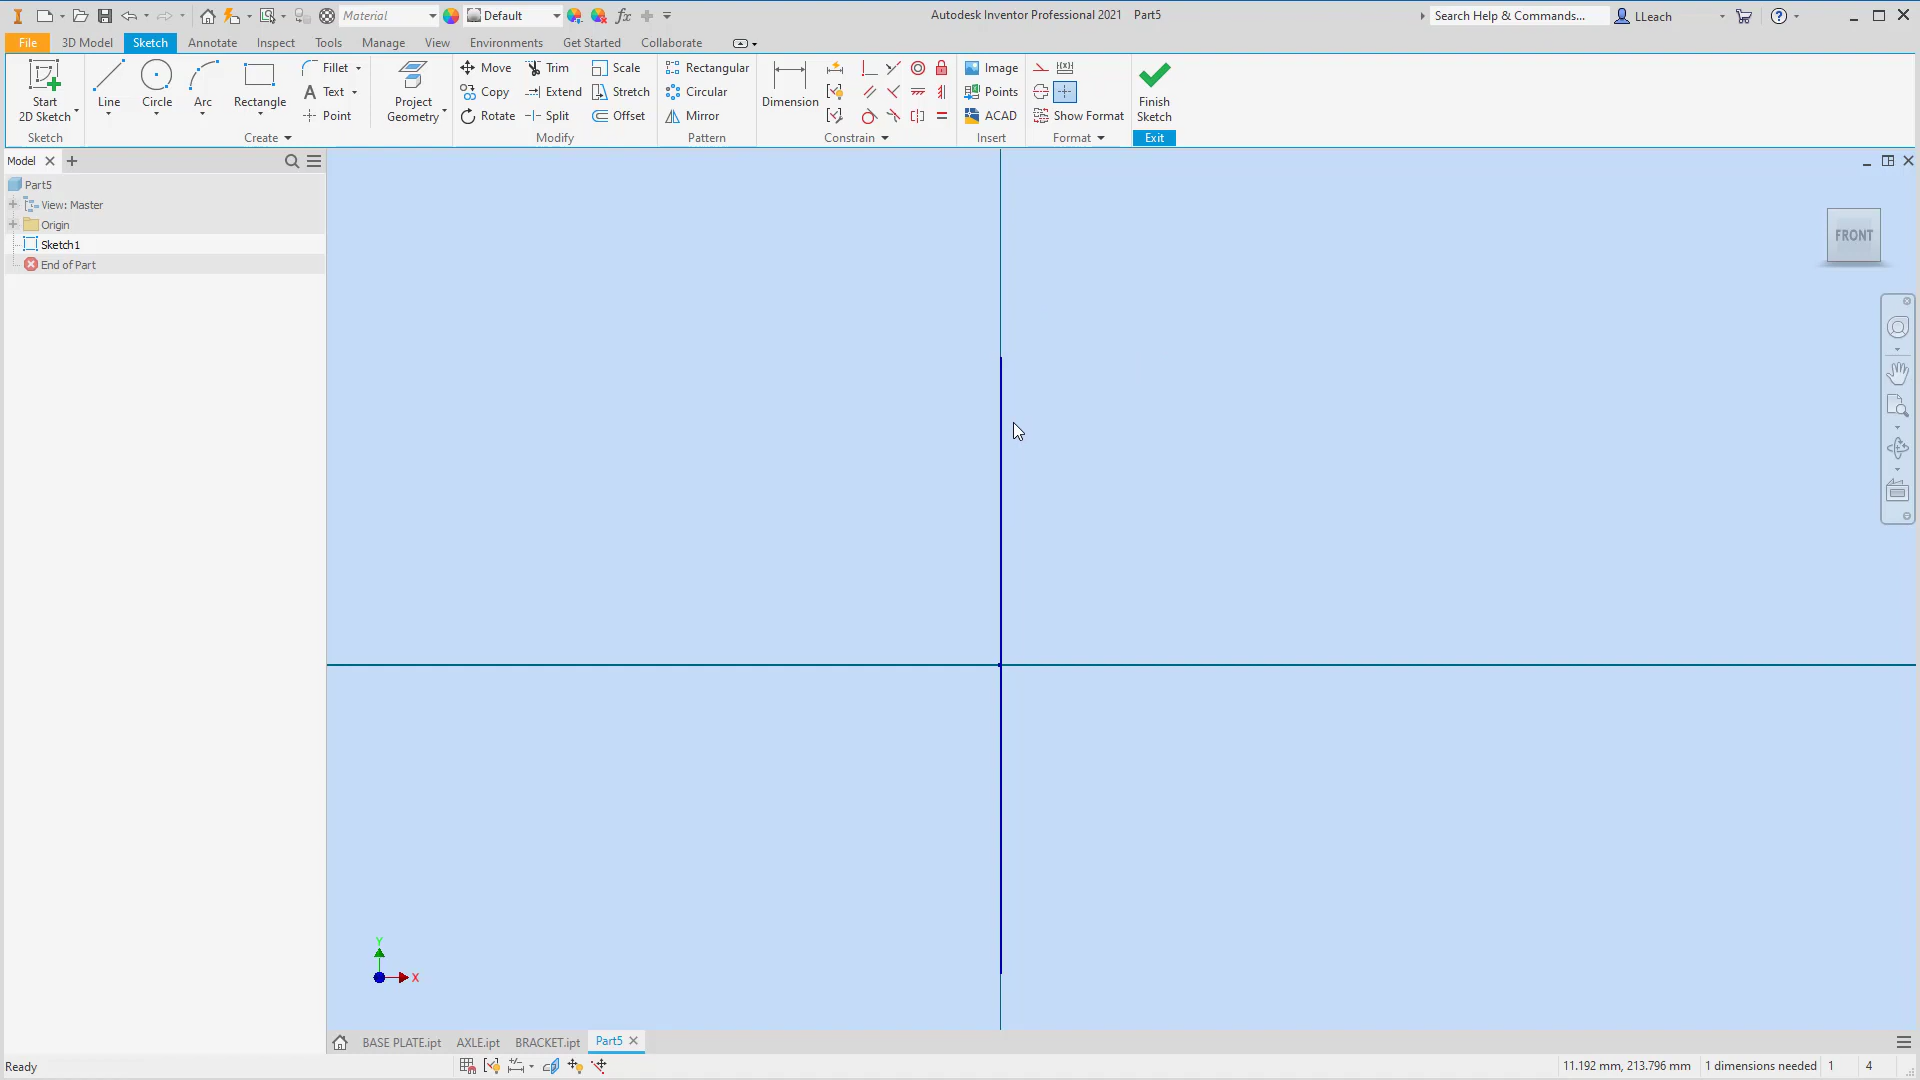 Material
Default
fx
Autodesk Inventor Professional 2021 Part5
Search Help & Commands...
LLeach
File
3D Model
Sketch
Annotate
Inspect
Tools
Manage
View
Environments
Get Started
Collaborate
Start
2D Sketch
Line
Circle
Arc
Rectangle
Fillet
Text
Point
Project
Geometry
Move
Copy
Rotate
Trim
Extend
Split
Scale
Stretch
Offset
Rectangular
Circular
Mirror
Dimension
Image
Points
ACAD
Show Format
Finish
Sketch
Sketch
Create
Modify
Pattern
Constrain
Insert
Format
Exit
Model
Part5
View: Master
Origin
Sketch1
End of Part
FRONT
Y
X
BASE PLATE.ipt
AXLE.ipt
BRACKET.ipt
Part5
Ready
11.192 mm, 213.796 mm
1 dimensions needed
1
4